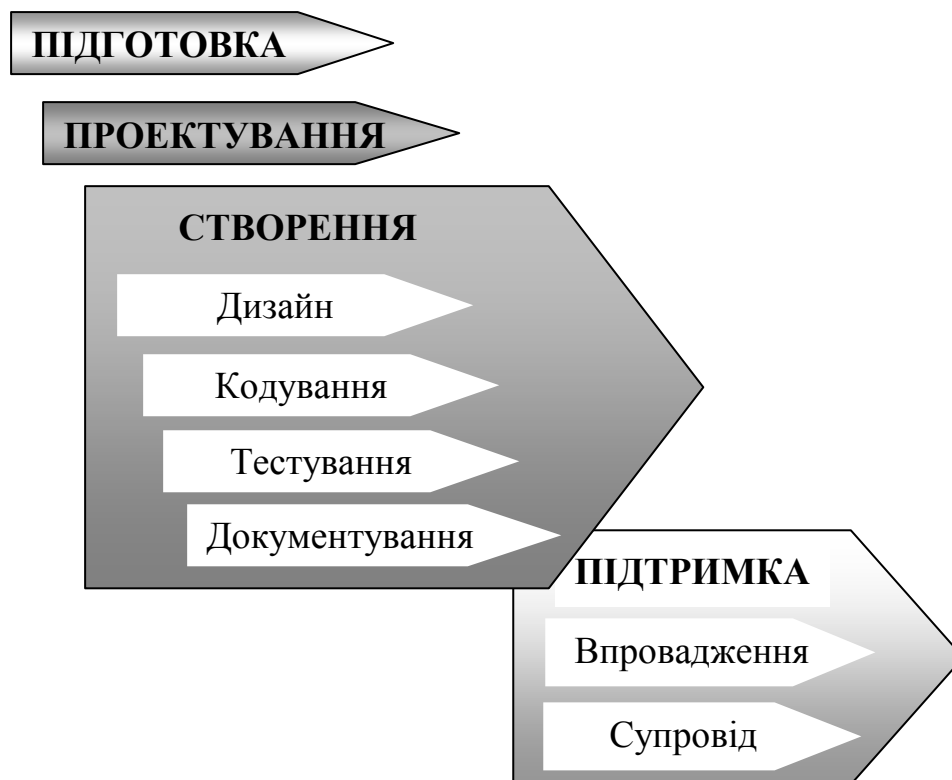 ПІДГОТОВКА
ПРОЕКТУВАННЯ
СТВОРЕННЯ
Дизайн
Кодування
Тестування
Документування
ПІДТРИМКА
Впровадження
Супровід